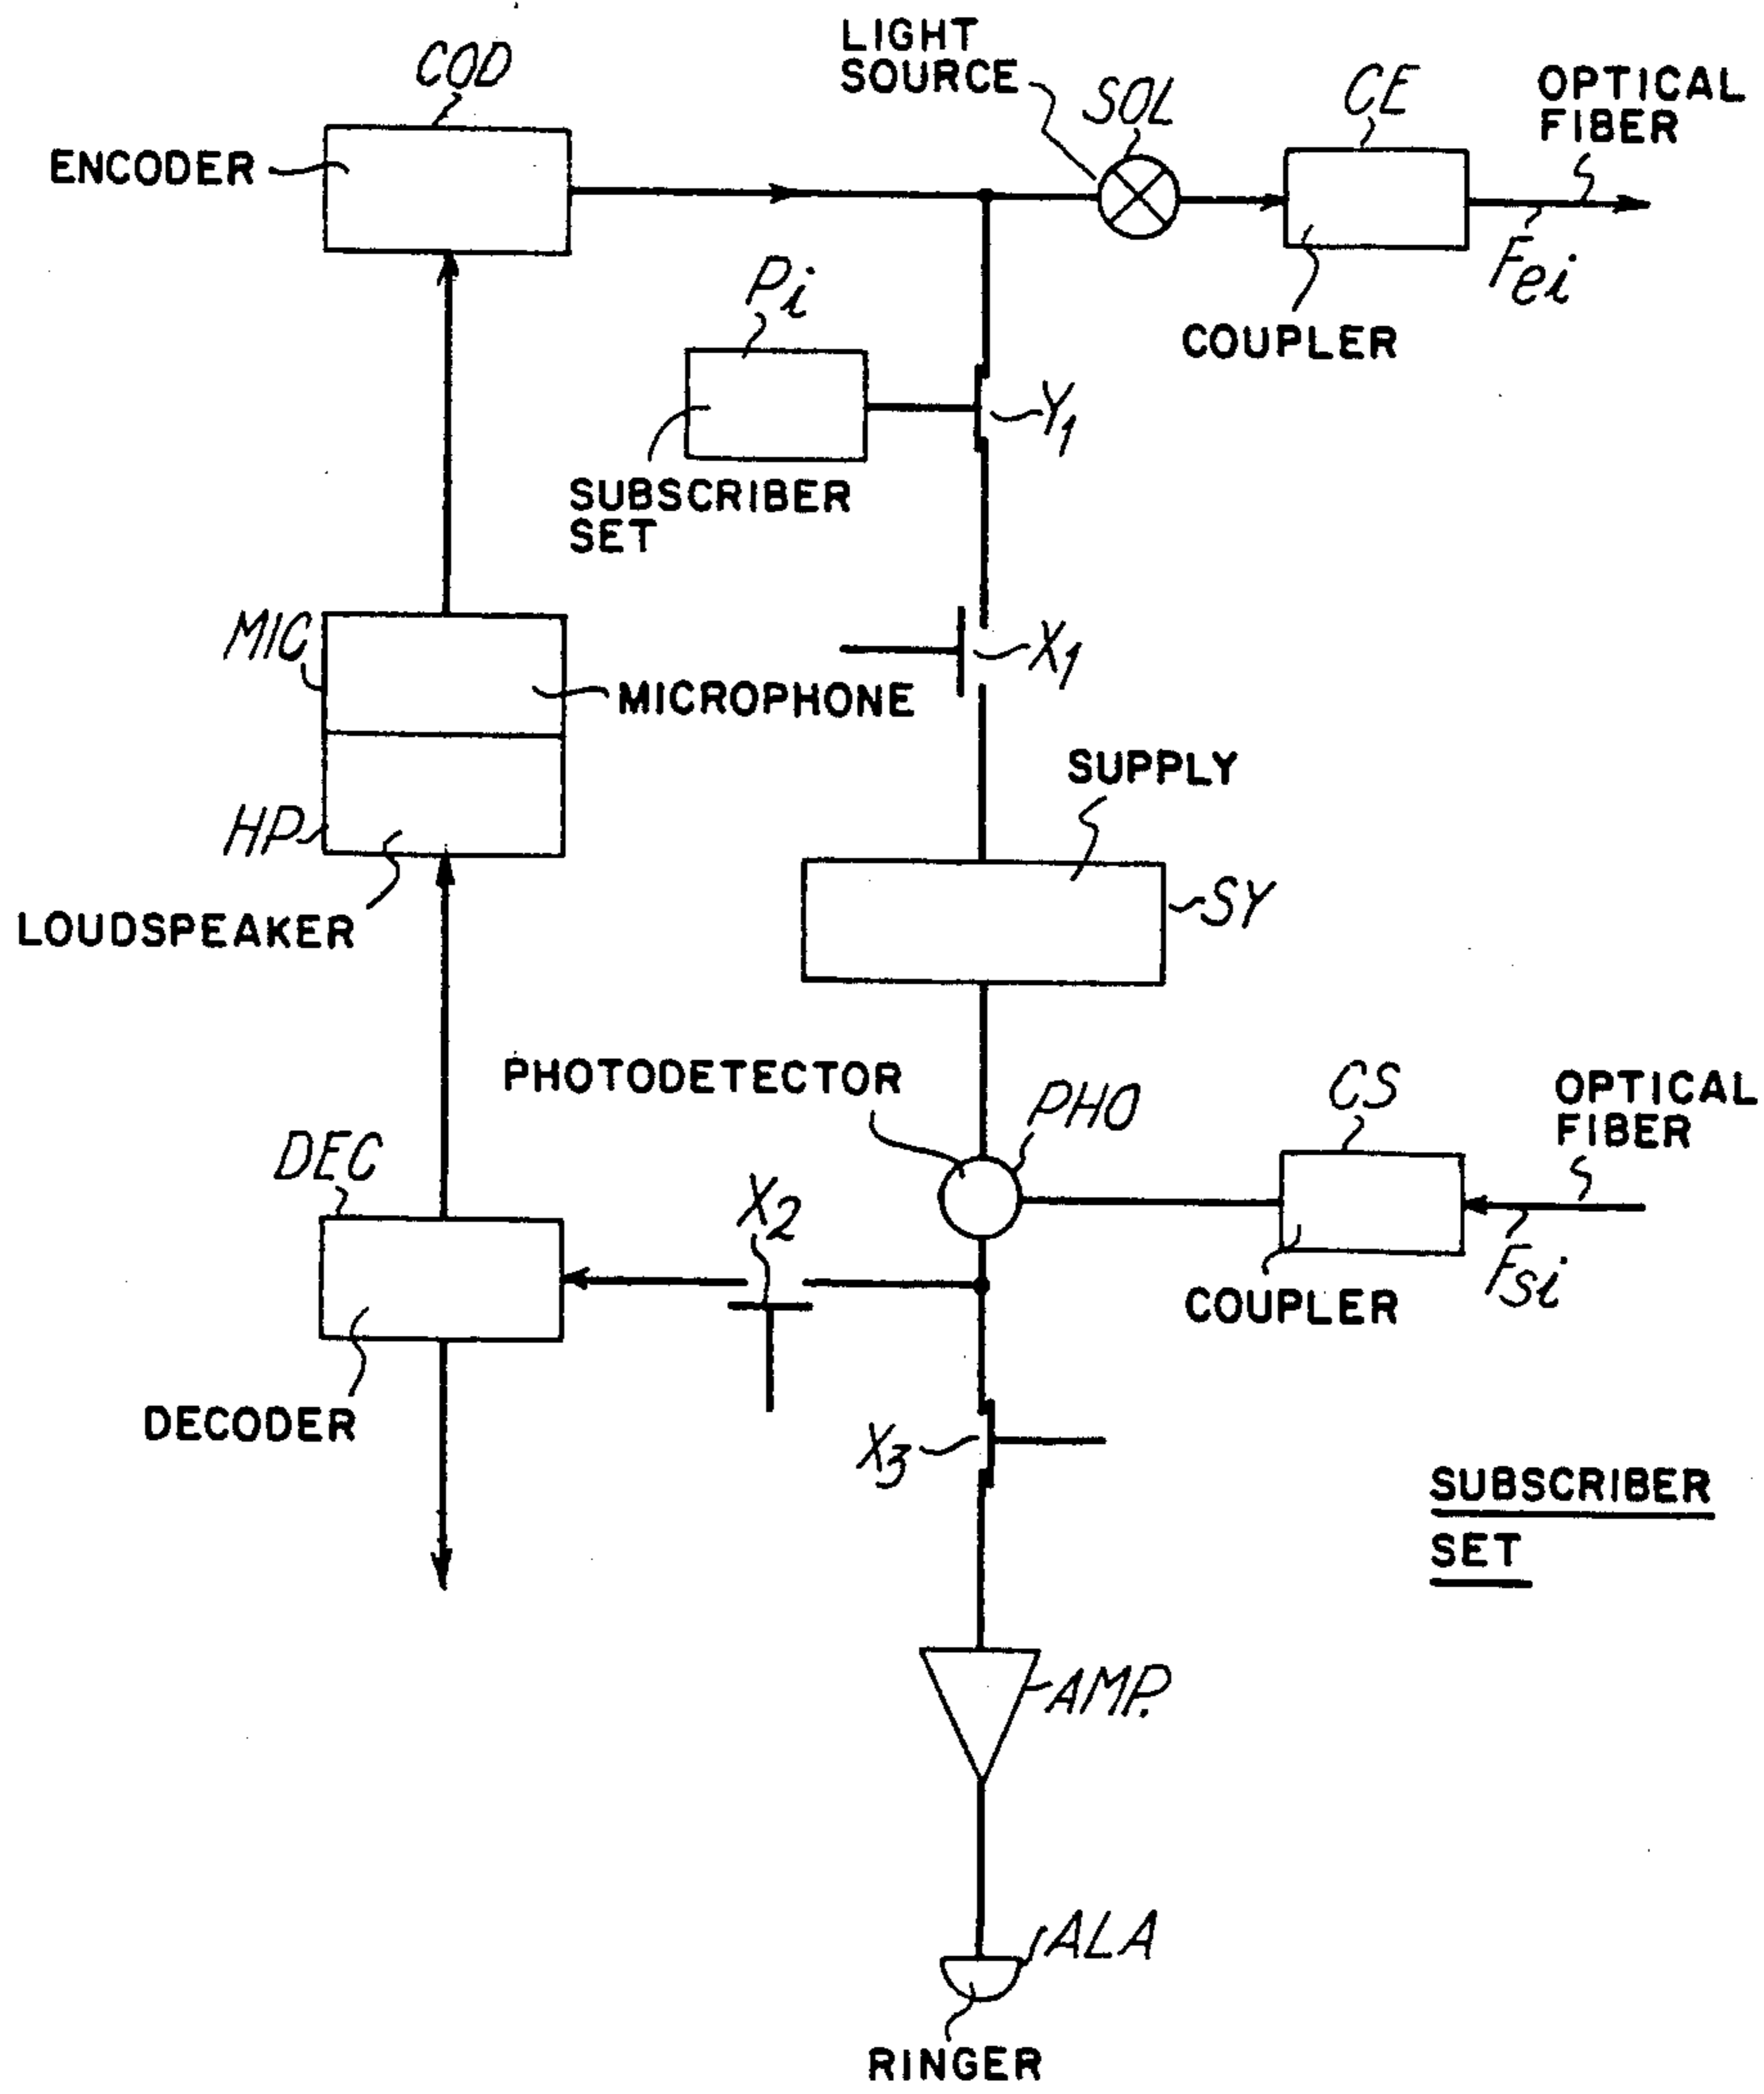 LIGHT
SOURCE
COD
SOL
CE
OPTICAL
FIBER
ENCODER
Fei
Pi
COUPLER
Y1
SUBSCRIBER
SET
MIC
X1
MICROPHONE
SUPPLY
HP
SY
LOUDSPEAKER
PHOTODETECTOR
PHO
CS
OPTICAL
FIBER
DEC
X2
Fsi
COUPLER
DECODER
X3
SUBSCRIBER
SET
AMP.
ALA
RINGER